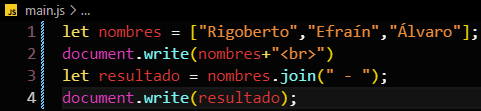 JS main.js > ...
1 let nombres = ["Rigoberto","Efraín","Álvaro"];
2 document.write(nombres+"<br>")
3 let resultado = nombres.join(" - ");
4 document.write(resultado);